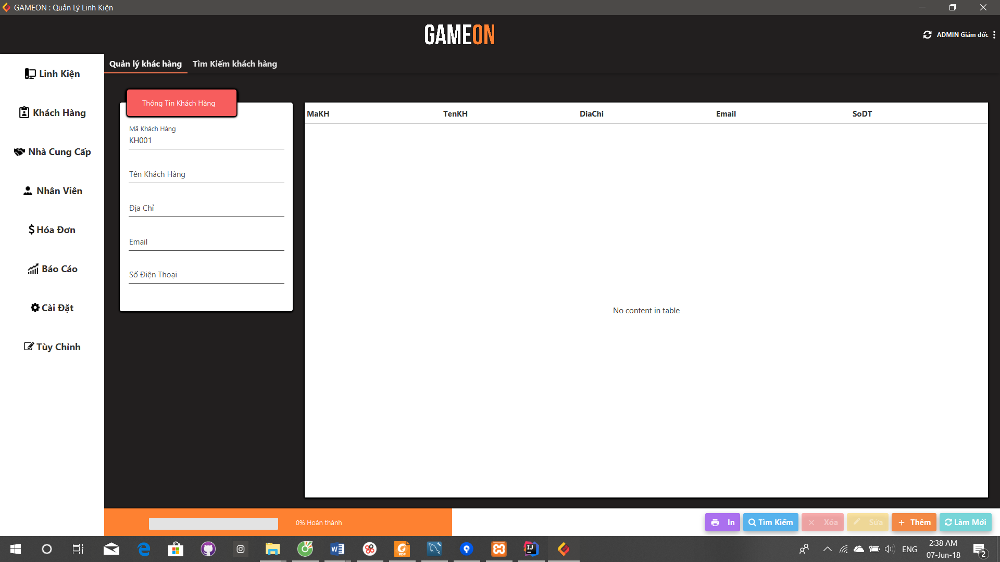 GAMEON : Quản Lý Linh Kiện
GAMEON
ADMIN Giám đốc
Linh Kiện
Khách Hàng
Nhà Cung Cấp
Nhân Viên
Hóa Đơn
Báo Cáo
Cài Đặt
Tùy Chỉnh
Quản lý khác hàng
Tìm Kiếm khách hàng
Thông Tin Khách Hàng
Mã Khách Hàng
KH001
Tên Khách Hàng
Địa Chỉ
Email
Số Điện Thoại
MaKH TenKH DiaChi Email SoDT
No content in table
0% Hoàn thành
In
Tìm Kiếm
Xóa
Sửa
Thêm
Làm Mới
ENG
2:38 AM
07-Jun-18
2